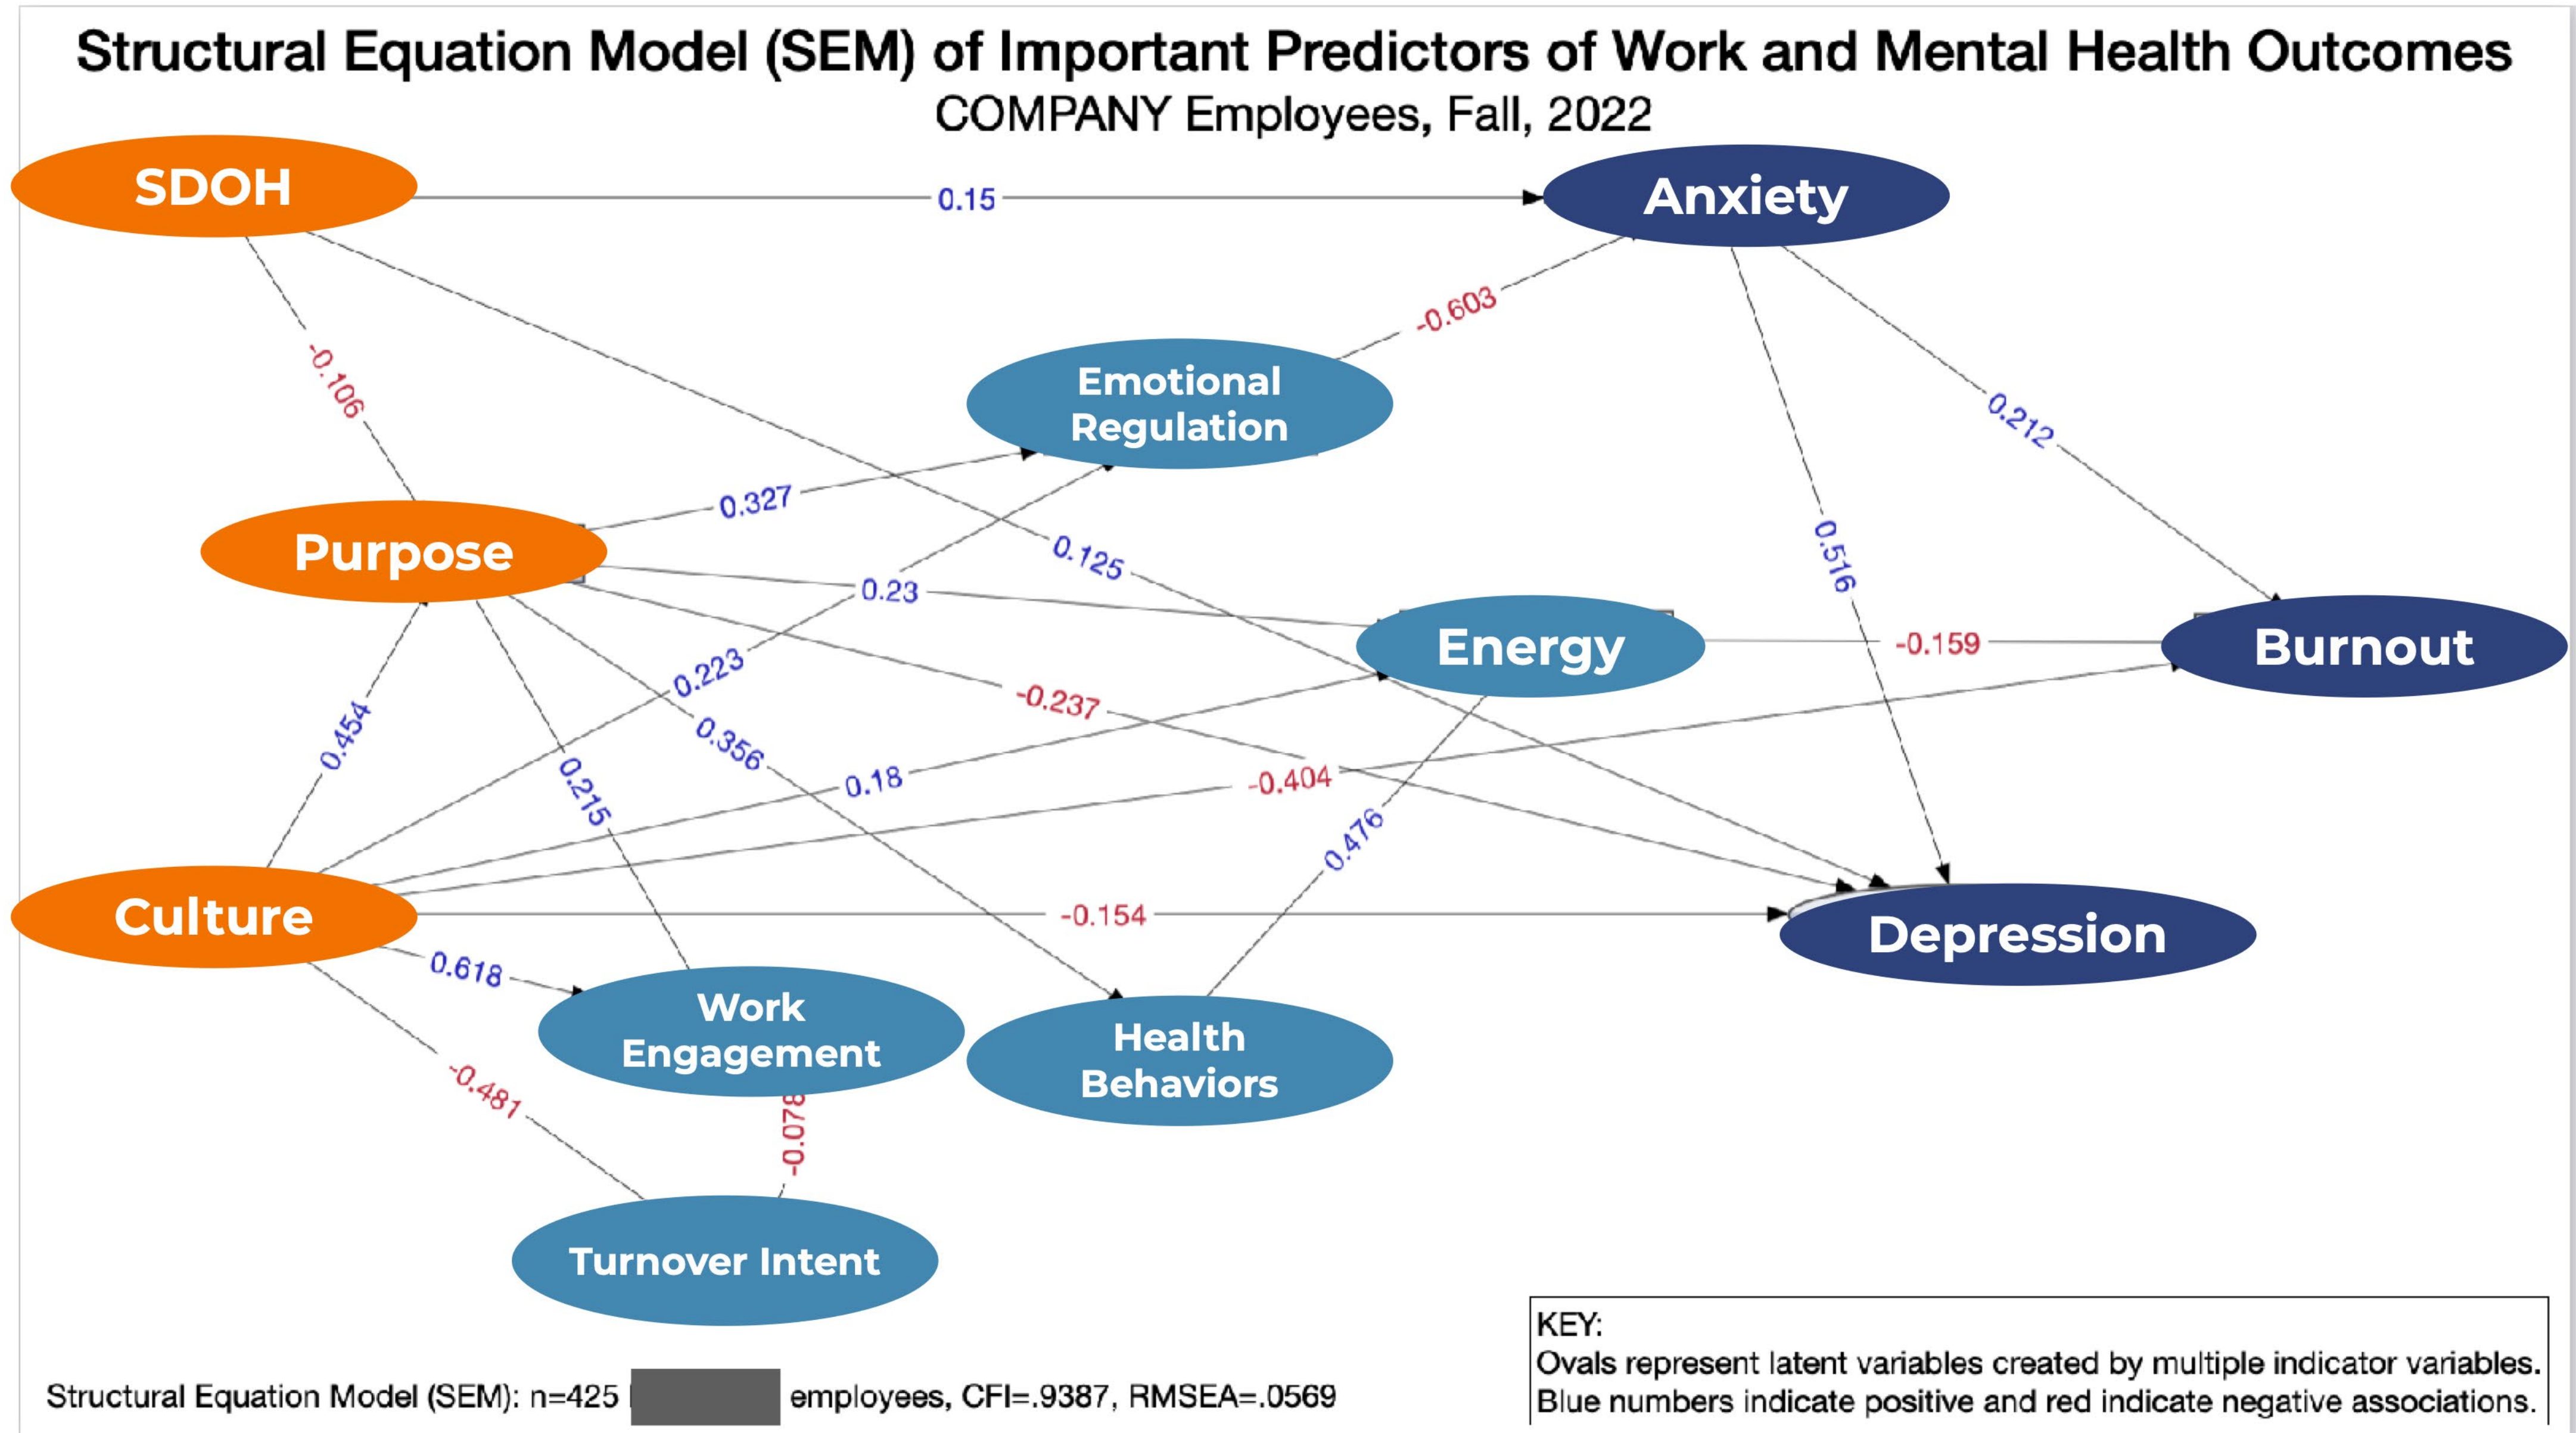 Structural Equation Model (SEM) of Important Predictors of Work and Mental Health Outcomes
COMPANY Employees, Fall, 2022
SDOH
0.15
Anxiety
-0.603
-0.106
Emotional
Regulation
0.212
0.327
Purpose
0.125
0.516
0.23
Energy
-0.159
Burnout
0.223
-0.237
0.454
0.356
0.215
0.18
-0.404
0.476
Culture
-0.154
Depression
0.618
Work
Engagement
Health
Behaviors
-0.481
-0.078
Turnover Intent
KEY:
Ovals represent latent variables created by multiple indicator variables.
Blue numbers indicate positive and red indicate negative associations.
Structural Equation Model (SEM): n=425 employees, CFI=.9387, RMSEA=.0569